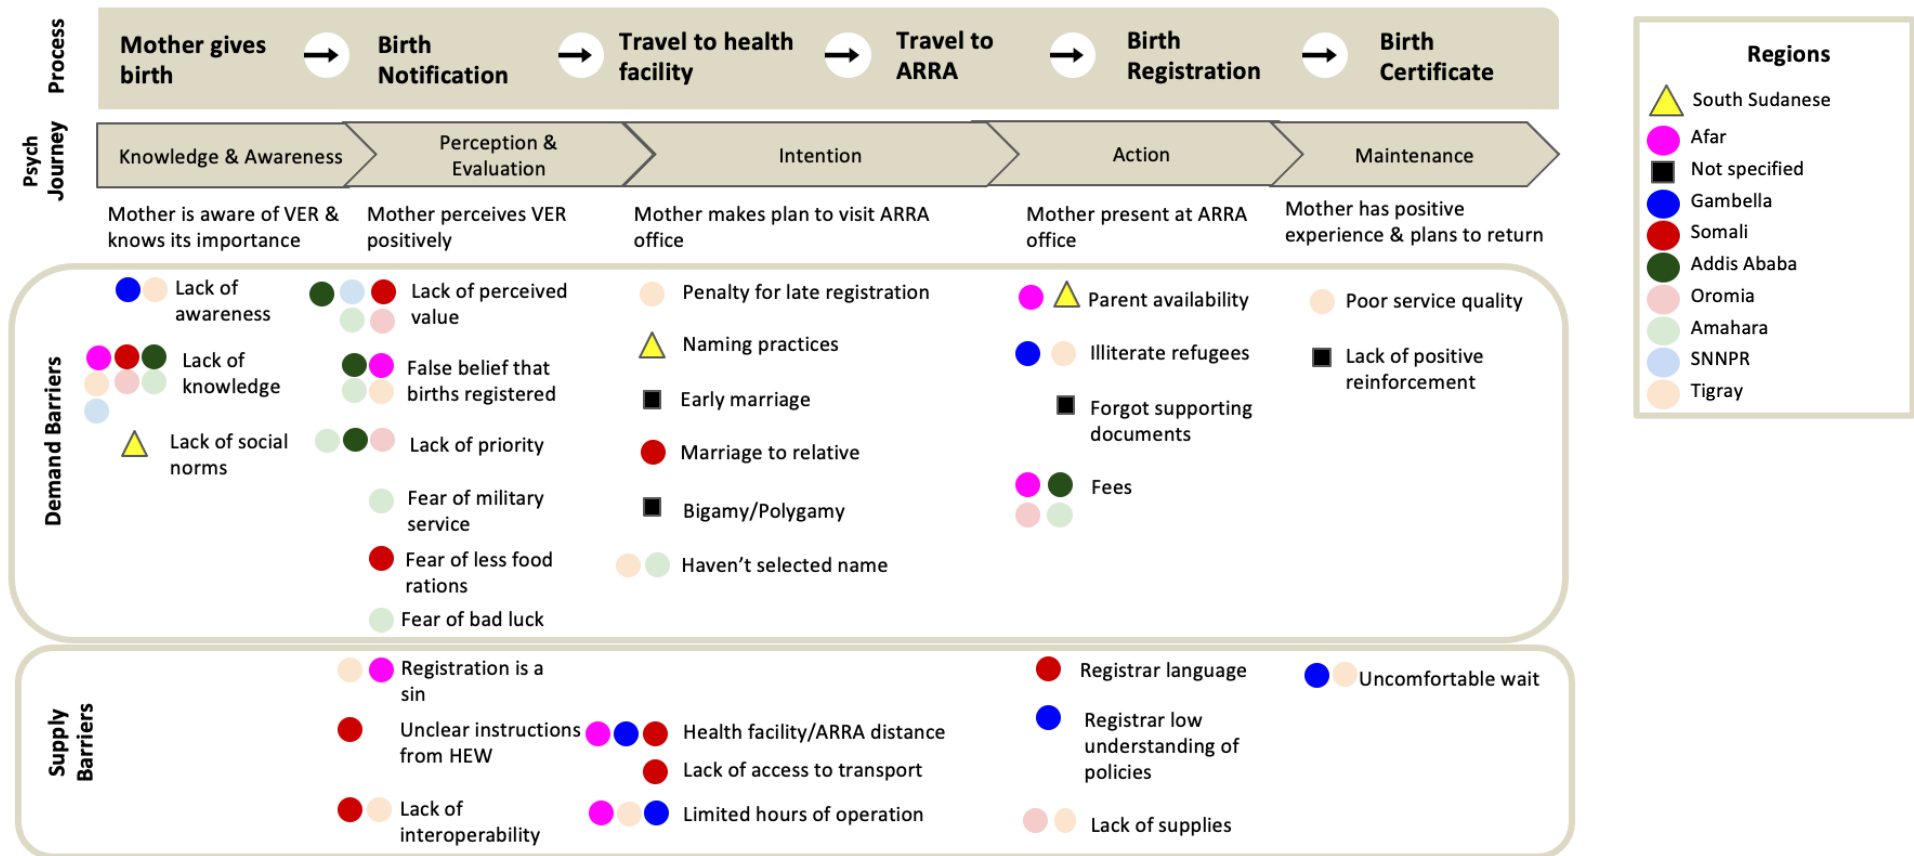 Process
Mother gives
birth
Birth
Notification
Travel to health
facility
Travel to
ARRA
Birth
Registration
Birth
Certificate
Psych
Journey
Knowledge & Awareness
Perception &
Evaluation
Intention
Action
Maintenance
Mother is aware of VER &
knows its importance
Mother perceives VER
positively
Mother makes plan to visit ARRA
office
Mother present at ARRA
office
Mother has positive
experience & plans to return
Demand Barriers
Lack of
awareness
Lack of
knowledge
Lack of social
norms
Lack of perceived
value
False belief that
births registered
Lack of priority
Fear of military
service
Fear of less food
rations
Fear of bad luck
Penalty for late registration
Naming practices
Early marriage
Marriage to relative
Bigamy/Polygamy
Haven’t selected name
Parent availability
Illiterate refugees
Forgot supporting
documents
Fees
Poor service quality
Lack of positive
reinforcement
Supply
Barriers
Registration is a
sin
Unclear instructions
from HEW
Lack of
interoperability
Health facility/ARRA distance
Lack of access to transport
Limited hours of operation
Registrar language
Registrar low
understanding of
policies
Lack of supplies
Uncomfortable wait
Regions
South Sudanese
Afar
Not specified
Gambella
Somali
Addis Ababa
Oromia
Amahara
SNNPR
Tigray